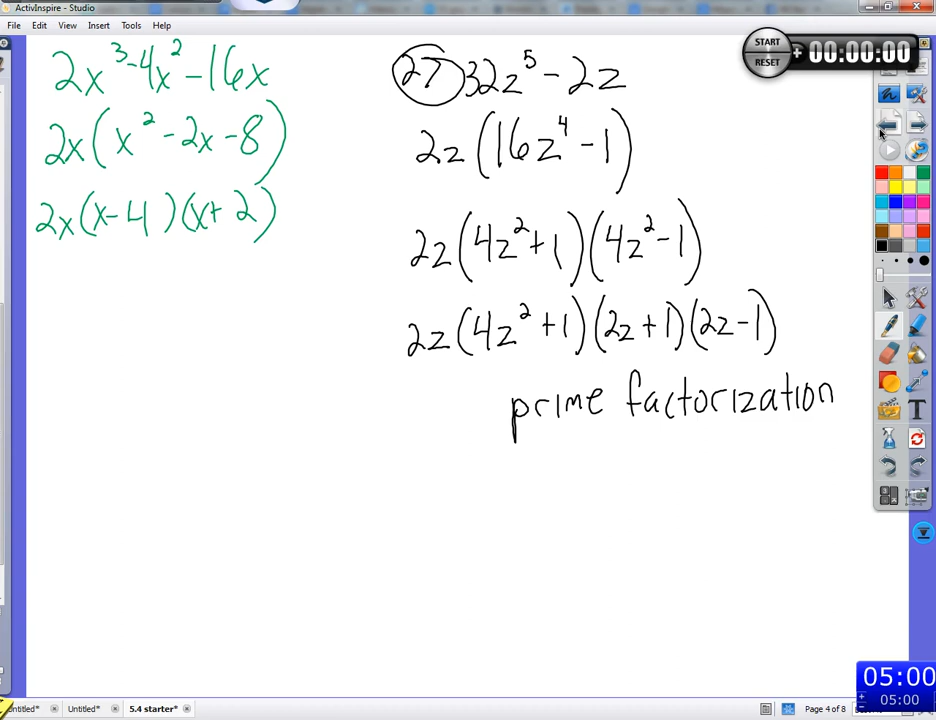 ActivInspire - Studio
File Edit View Insert Tools Help
START
RESET
+ 00:00:00
2x³-4x²-16x
2x(x²-2x-8)
2x(x-4)(x+2)
27 32z⁵-2z
2z(16z⁴-1)
2z(4z²+1)(4z²-1)
2z(4z²+1)(2z+1)(2z-1)
prime factorization
T
05:00
05:00
ntitled* Untitled* 5.4 starter* Page 4 of 8